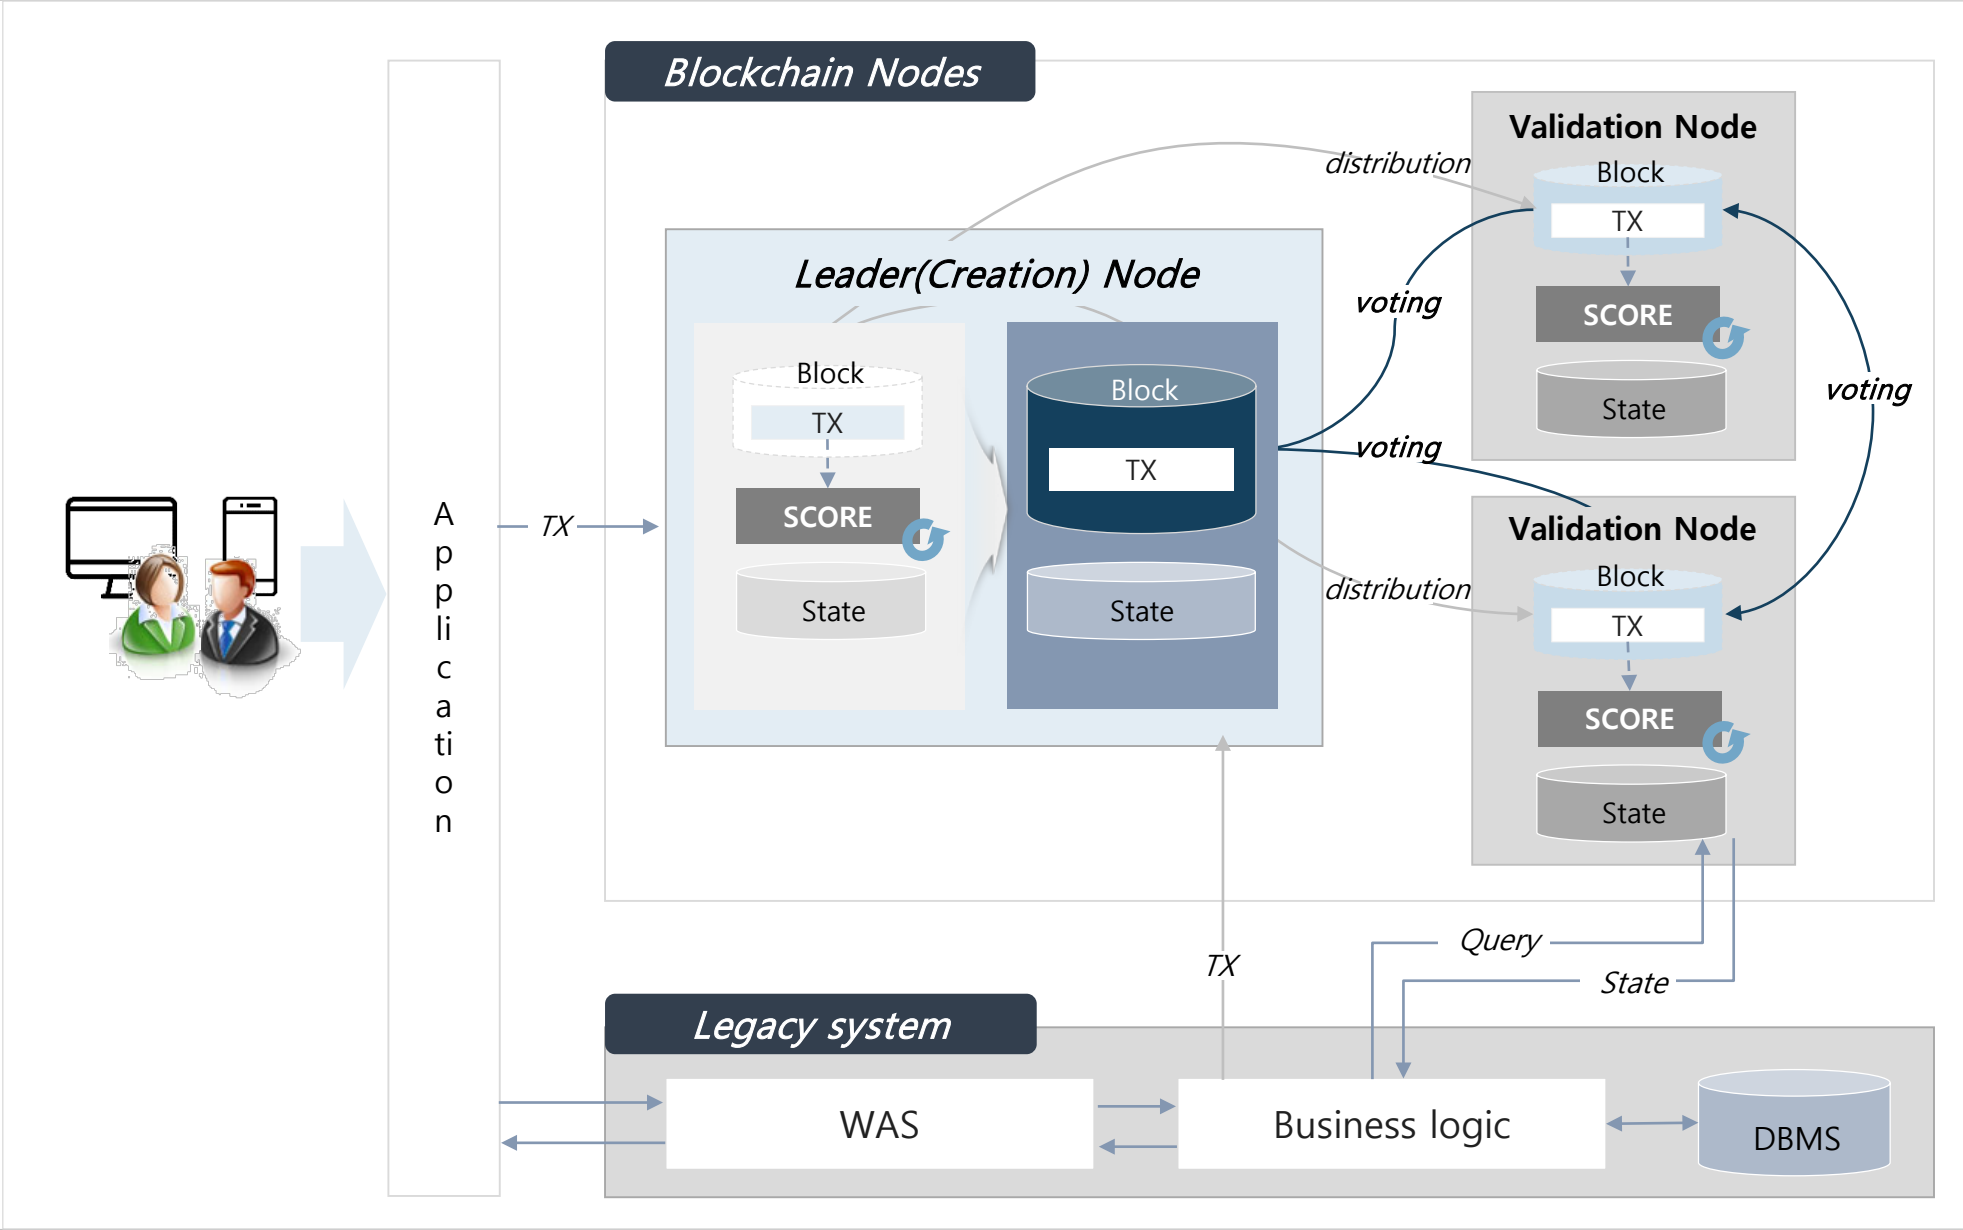 Blockchain Nodes
Validation Node
distribution
Block
TX
SCORE
State
Leader(Creation) Node
Block
TX
SCORE
State
Block
TX
State
voting
voting
voting
distribution
Validation Node
Block
TX
SCORE
State
A
p
p
li
c
a
ti
o
n
TX
Query
State
TX
Legacy system
WAS
Business logic
DBMS